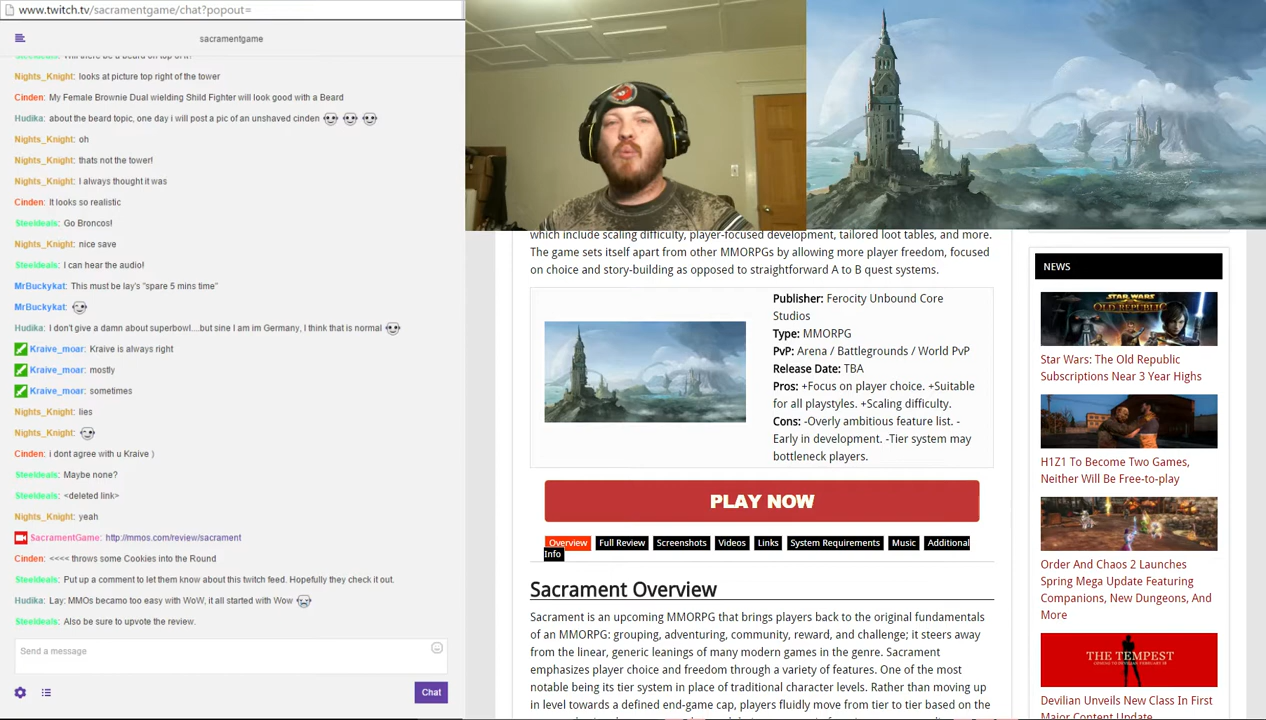 www.twitch.tv/sacramentgame/chat?popout=
sacramentgame
Nights_Knight: looks at picture top right of the tower
Cinden: My Female Brownie Dual wielding Shild Fighter will look good with a Beard
Hudika: about the beard topic, one day i will post a pic of an unshaved cinden
Nights_Knight: oh
Nights_Knight: thats not the tower!
Nights_Knight: I always thought it was
Cinden: It looks so realistic
Steeldeals: Go Broncos!
Nights_Knight: nice save
Steeldeals: I can hear the audio!
MrBuckykat: This must be lay's "spare 5 mins time"
MrBuckykat:
Hudika: I don't give a damn about superbowl....but sine I am im Germany, I think that is normal
Kraive_moar: Kraive is always right
Kraive_moar: mostly
Kraive_moar: sometimes
Nights_Knight: lies
Nights_Knight:
Cinden: i dont agree with u Kraive )
Steeldeals: Maybe none?
Steeldeals: <deleted link>
Nights_Knight: yeah
SacramentGame: http://mmos.com/review/sacrament
Cinden: <<<< throws some Cookies into the Round
Steeldeals: Put up a comment to let them know about this twitch feed. Hopefully they check it out.
Hudika: Lay: MMOs becamo too easy with WoW, it all started with Wow
Steeldeals: Also be sure to upvote the review.
Send a message
Chat
which include scaling difficulty, player-focused development, tailored loot tables, and more.
The game sets itself apart from other MMORPGs by allowing more player freedom, focused
on choice and story-building as opposed to straightforward A to B quest systems.
Publisher: Ferocity Unbound Core
Studios
Type: MMORPG
PvP: Arena / Battlegrounds / World PvP
Release Date: TBA
Pros: +Focus on player choice. +Suitable
for all playstyles. +Scaling difficulty.
Cons: -Overly ambitious feature list. -
Early in development. -Tier system may
bottleneck players.
PLAY NOW
Overview Full Review Screenshots Videos Links System Requirements Music Additional
Info
Sacrament Overview
Sacrament is an upcoming MMORPG that brings players back to the original fundamentals
of an MMORPG: grouping, adventuring, community, reward, and challenge; it steers away
from the linear, generic leanings of many modern games in the genre. Sacrament
emphasizes player choice and freedom through a variety of features. One of the most
notable being its tier system in place of traditional character levels. Rather than moving up
in level towards a defined end-game cap, players fluidly move from tier to tier based on the
NEWS
STAR WARS
THE OLD REPUBLIC
Star Wars: The Old Republic
Subscriptions Near 3 Year Highs
H1Z1 To Become Two Games,
Neither Will Be Free-to-play
Order And Chaos 2 Launches
Spring Mega Update Featuring
Companions, New Dungeons, And
More
THE TEMPEST
Devilian Unveils New Class In First
Major Content Update